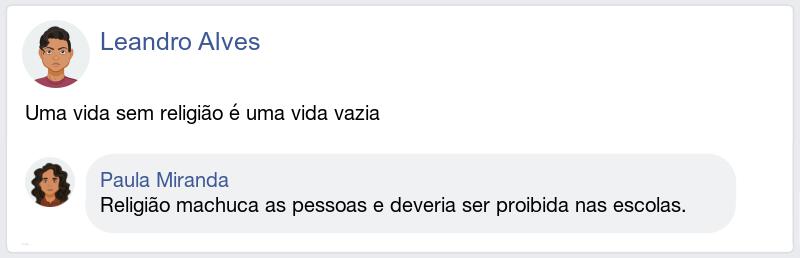 Leandro Alves
Uma vida sem religião é uma vida vazia
Paula Miranda
Religião machuca as pessoas e deveria ser proibida nas escolas.